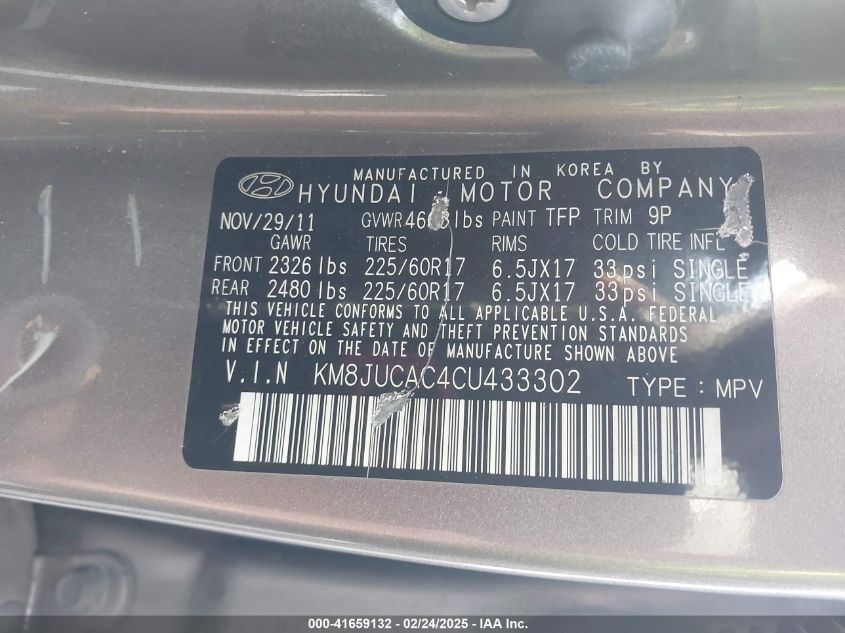 MANUFACTURED IN KOREA BY
HYUNDAI MOTOR COMPANY
NOV/29/11 lbs PAINT TFP TRIM 9P
GAWR TIRES RIMS COLD TIRE INFL
FRONT 2326 lbs 225/60R17 6.5JX17 33psi SINGLE
REAR 2480 lbs 225/60R17 6.5JX17 33psi SINGLE
THIS VEHICLE CONFORMS TO ALL APPLICABLE U.S.A. FEDERAL
MOTOR VEHICLE SAFETY AND THEFT PREVENTION STANDARDS
IN EFFECT ON THE DATE OF MANUFACTURE SHOWN ABOVE
V.I.N KM8JUCAC4CU433302 TYPE : MPV
000-41659132 - 02/24/2025 - IAA Inc.